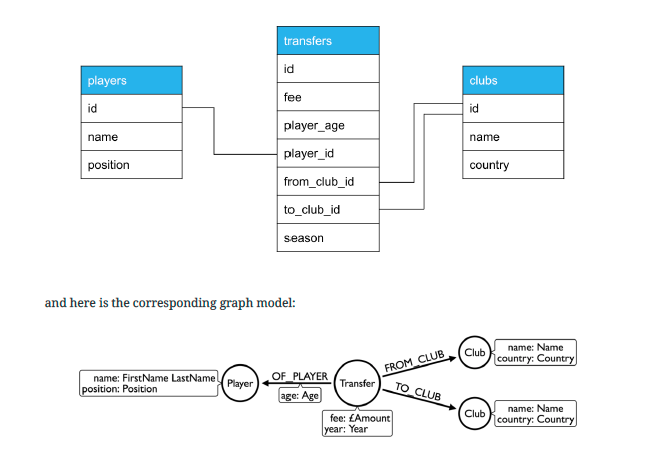 transfers
id
fee
player_age
player_id
from_club_id
to_club_id
season
players
id
name
position
clubs
id
name
country
and here is the corresponding graph model:
name: FirstName LastName
position: Position
Player
OF_PLAYER
age: Age
Transfer
fee: £Amount
year: Year
FROM_CLUB
TO_CLUB
Club
name: Name
country: Country
Club
name: Name
country: Country